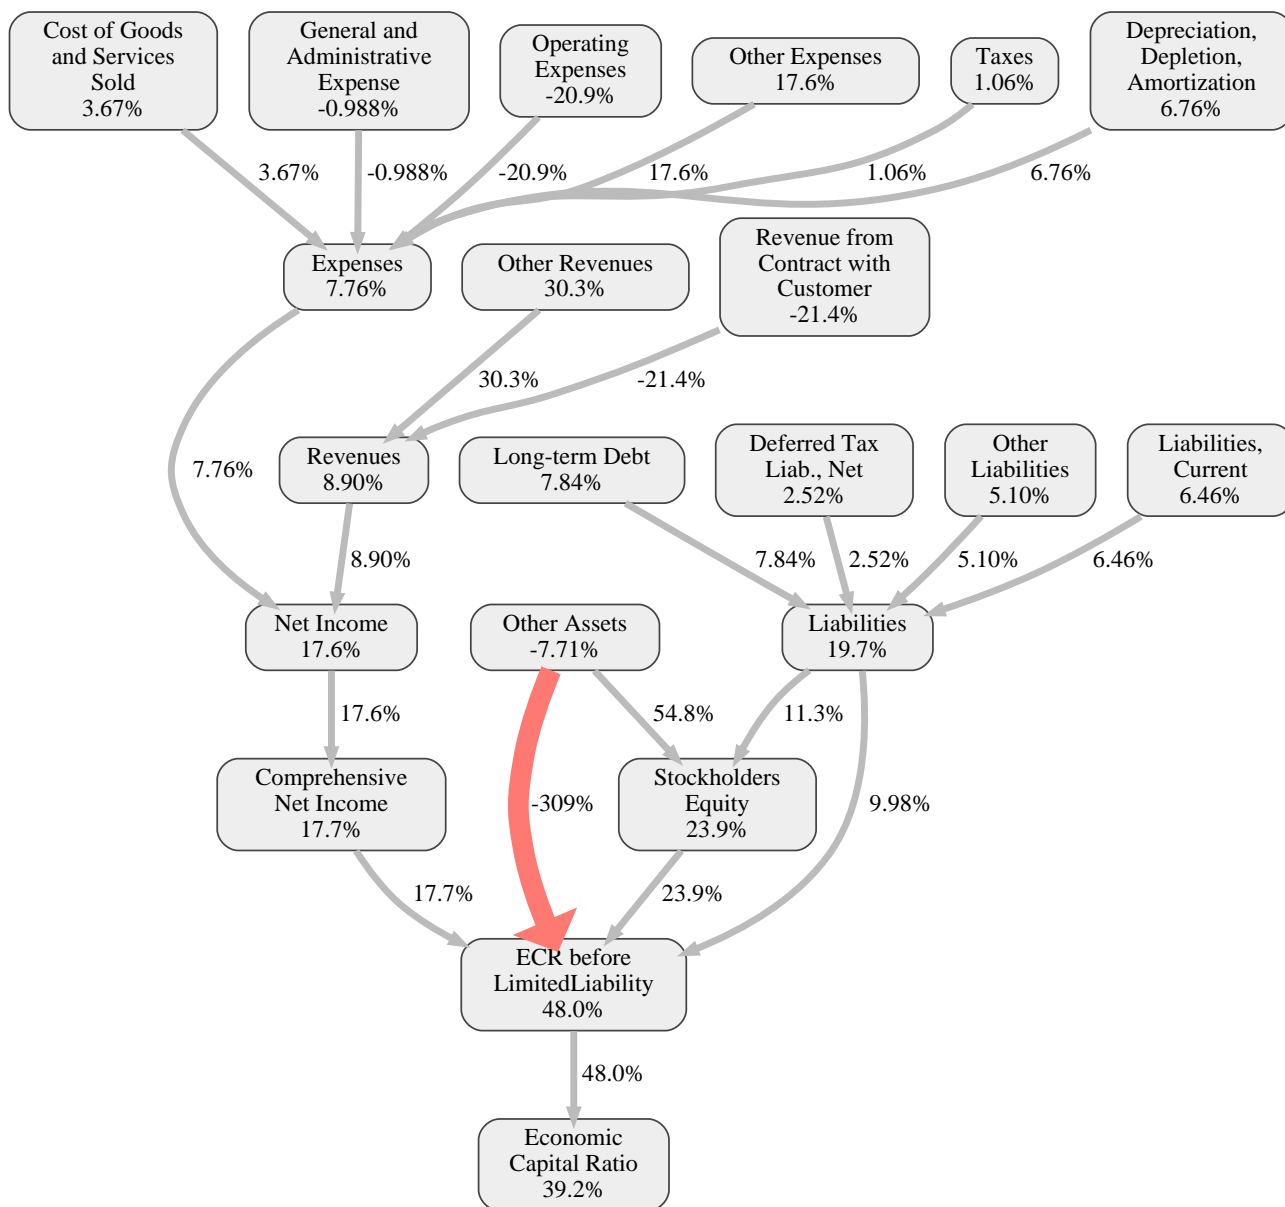 Cost of Goods
and Services
Sold
3.67%
General and
Administrative
Expense
-0.988%
Operating
Expenses
-20.9%
Other Expenses
17.6%
Taxes
1.06%
Depreciation,
Depletion,
Amortization
6.76%
3.67%
-0.988%
-20.9%
17.6%
1.06%
6.76%
Expenses
7.76%
Other Revenues
30.3%
Revenue from
Contract with
Customer
-21.4%
30.3%
-21.4%
7.76%
Revenues
8.90%
Long-term Debt
7.84%
Deferred Tax
Liab., Net
2.52%
Other
Liabilities
5.10%
Liabilities,
Current
6.46%
8.90%
7.84%
2.52%
5.10%
6.46%
Net Income
17.6%
Other Assets
-7.71%
Liabilities
19.7%
17.6%
54.8%
11.3%
Comprehensive
Net Income
17.7%
-309%
Stockholders
Equity
23.9%
9.98%
17.7%
23.9%
ECR before
LimitedLiability
48.0%
48.0%
Economic
Capital Ratio
39.2%